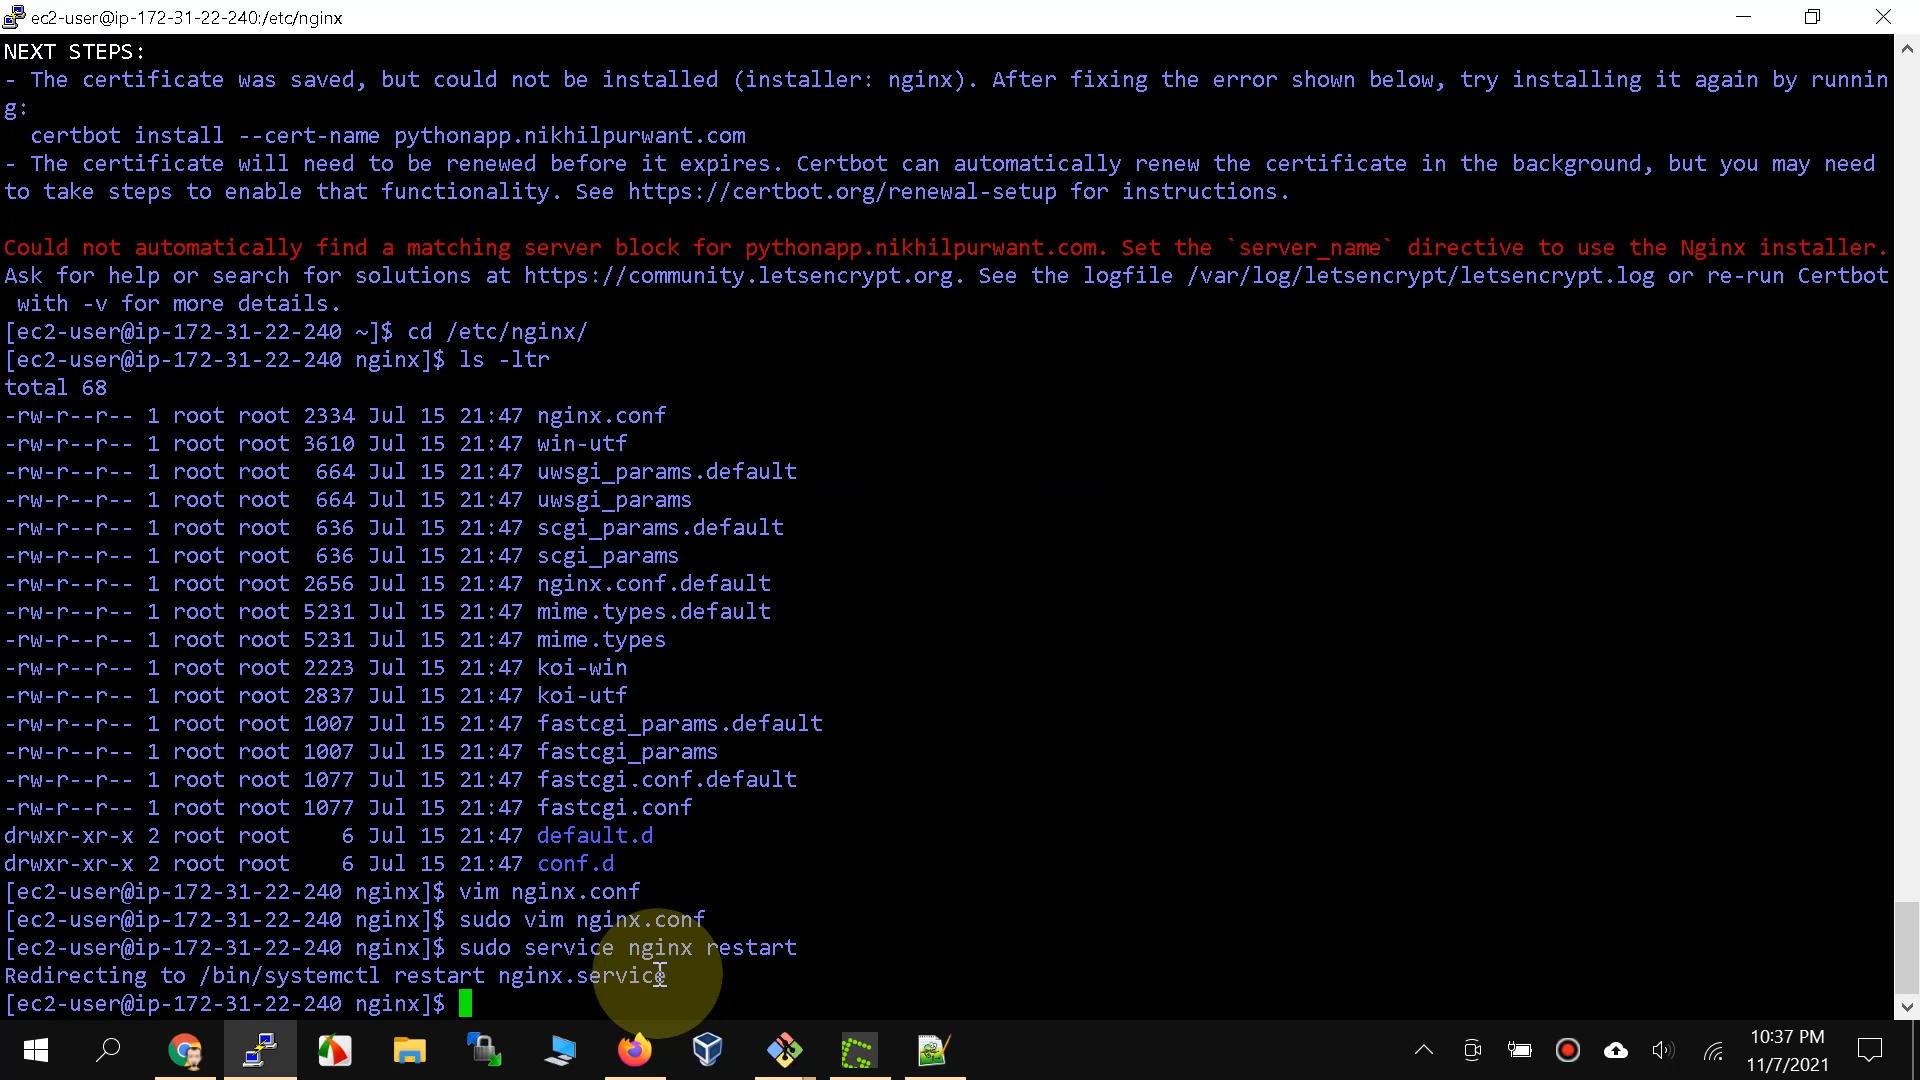 ec2-user@ip-172-31-22-240:/etc/nginx
NEXT STEPS:
- The certificate was saved, but could not be installed (installer: nginx). After fixing the error shown below, try installing it again by runnin
g:
  certbot install --cert-name pythonapp.nikhilpurwant.com
- The certificate will need to be renewed before it expires. Certbot can automatically renew the certificate in the background, but you may need
to take steps to enable that functionality. See https://certbot.org/renewal-setup for instructions.
Could not automatically find a matching server block for pythonapp.nikhilpurwant.com. Set the `server_name` directive to use the Nginx installer.
Ask for help or search for solutions at https://community.letsencrypt.org. See the logfile /var/log/letsencrypt/letsencrypt.log or re-run Certbot
 with -v for more details.
[ec2-user@ip-172-31-22-240 ~]$ cd /etc/nginx/
[ec2-user@ip-172-31-22-240 nginx]$ ls -ltr
total 68
-rw-r--r-- 1 root root 2334 Jul 15 21:47 nginx.conf
-rw-r--r-- 1 root root 3610 Jul 15 21:47 win-utf
-rw-r--r-- 1 root root  664 Jul 15 21:47 uwsgi_params.default
-rw-r--r-- 1 root root  664 Jul 15 21:47 uwsgi_params
-rw-r--r-- 1 root root  636 Jul 15 21:47 scgi_params.default
-rw-r--r-- 1 root root  636 Jul 15 21:47 scgi_params
-rw-r--r-- 1 root root 2656 Jul 15 21:47 nginx.conf.default
-rw-r--r-- 1 root root 5231 Jul 15 21:47 mime.types.default
-rw-r--r-- 1 root root 5231 Jul 15 21:47 mime.types
-rw-r--r-- 1 root root 2223 Jul 15 21:47 koi-win
-rw-r--r-- 1 root root 2837 Jul 15 21:47 koi-utf
-rw-r--r-- 1 root root 1007 Jul 15 21:47 fastcgi_params.default
-rw-r--r-- 1 root root 1007 Jul 15 21:47 fastcgi_params
-rw-r--r-- 1 root root 1077 Jul 15 21:47 fastcgi.conf.default
-rw-r--r-- 1 root root 1077 Jul 15 21:47 fastcgi.conf
drwxr-xr-x 2 root root    6 Jul 15 21:47 default.d
drwxr-xr-x 2 root root    6 Jul 15 21:47 conf.d
[ec2-user@ip-172-31-22-240 nginx]$ vim nginx.conf
[ec2-user@ip-172-31-22-240 nginx]$ sudo vim nginx.conf
[ec2-user@ip-172-31-22-240 nginx]$ sudo service nginx restart
Redirecting to /bin/systemctl restart nginx.service
[ec2-user@ip-172-31-22-240 nginx]$
10:37 PM
11/7/2021